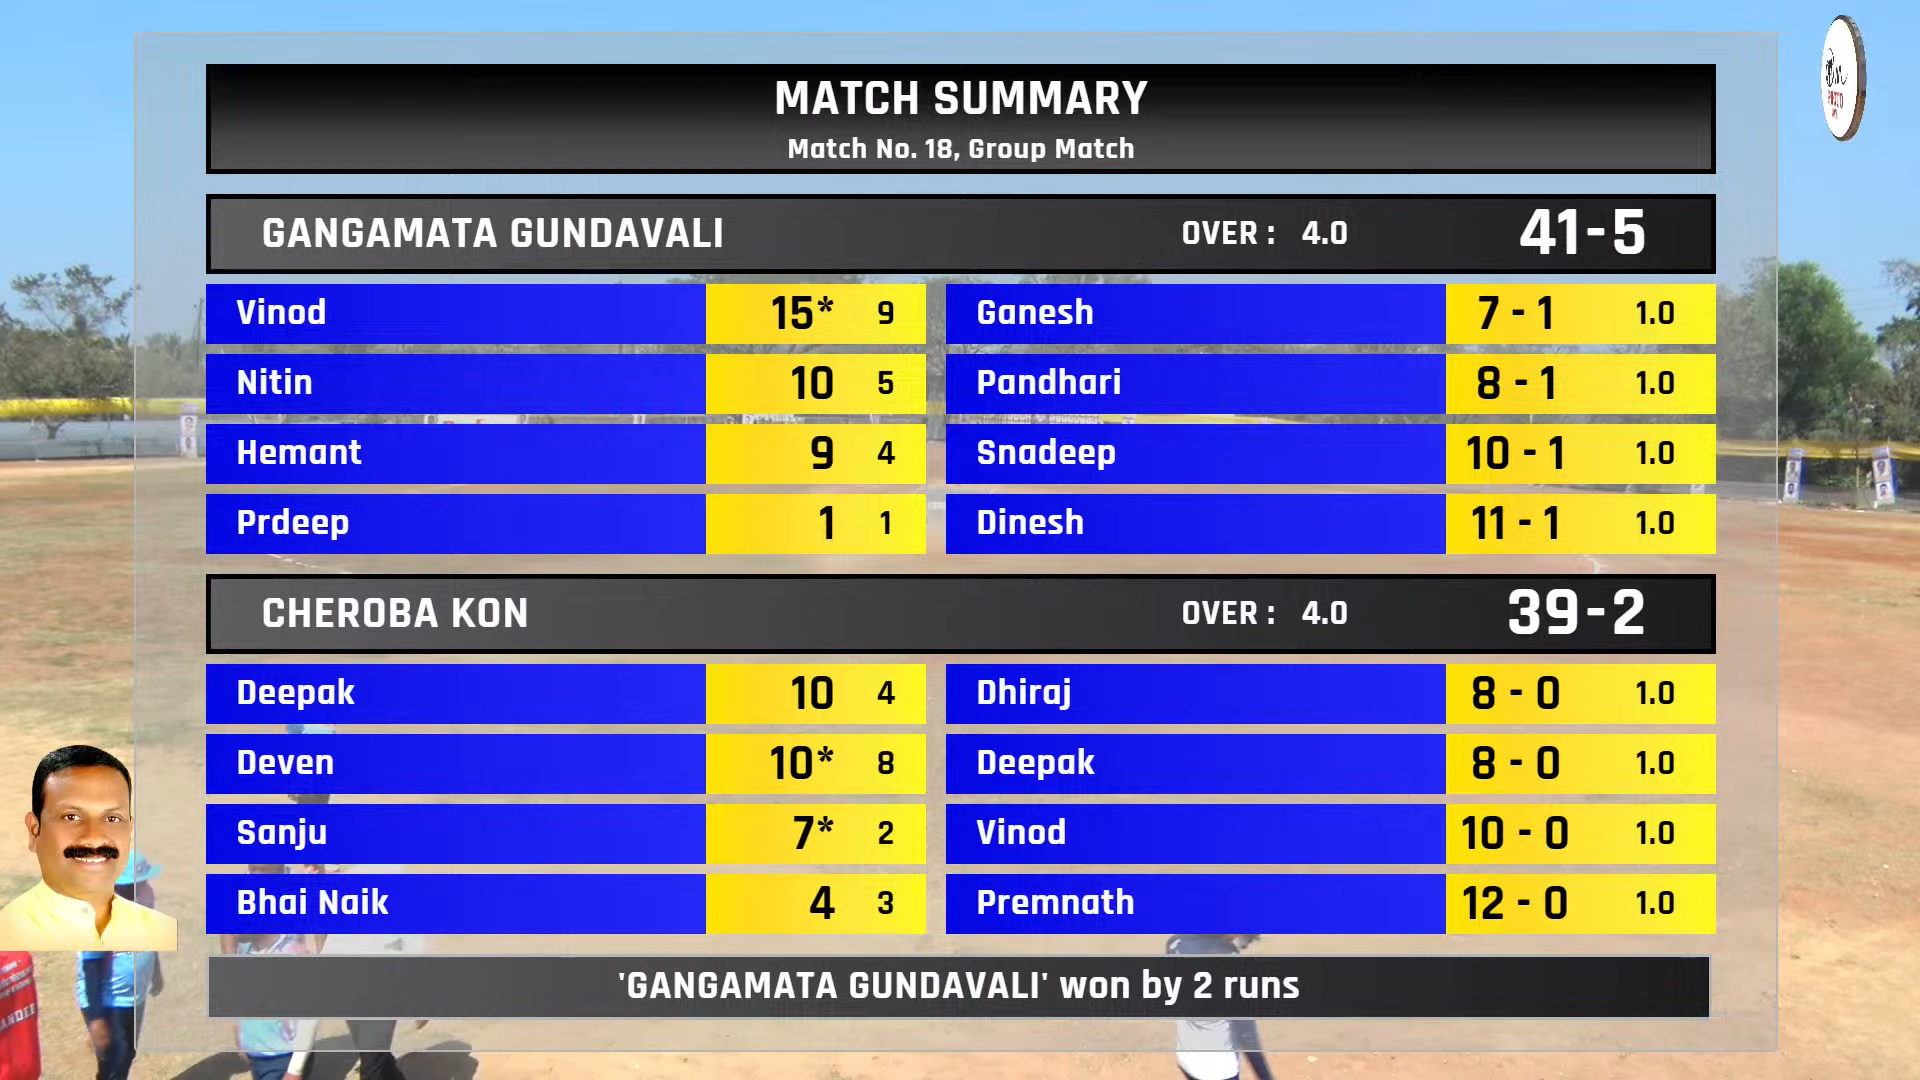 MATCH SUMMARY
Match No. 18, Group Match
GANGAMATA GUNDAVALI OVER : 4.0 41-5
Vinod 15* 9 Ganesh 7 - 1 1.0
Nitin 10 5 Pandhari 8 - 1 1.0
Hemant 9 4 Snadeep 10 - 1 1.0
Prdeep 1 1 Dinesh 11 - 1 1.0
CHEROBA KON OVER : 4.0 39-2
Deepak 10 4 Dhiraj 8 - 0 1.0
Deven 10* 8 Deepak 8 - 0 1.0
Sanju 7* 2 Vinod 10 - 0 1.0
Bhai Naik 4 3 Premnath 12 - 0 1.0
'GANGAMATA GUNDAVALI' won by 2 runs